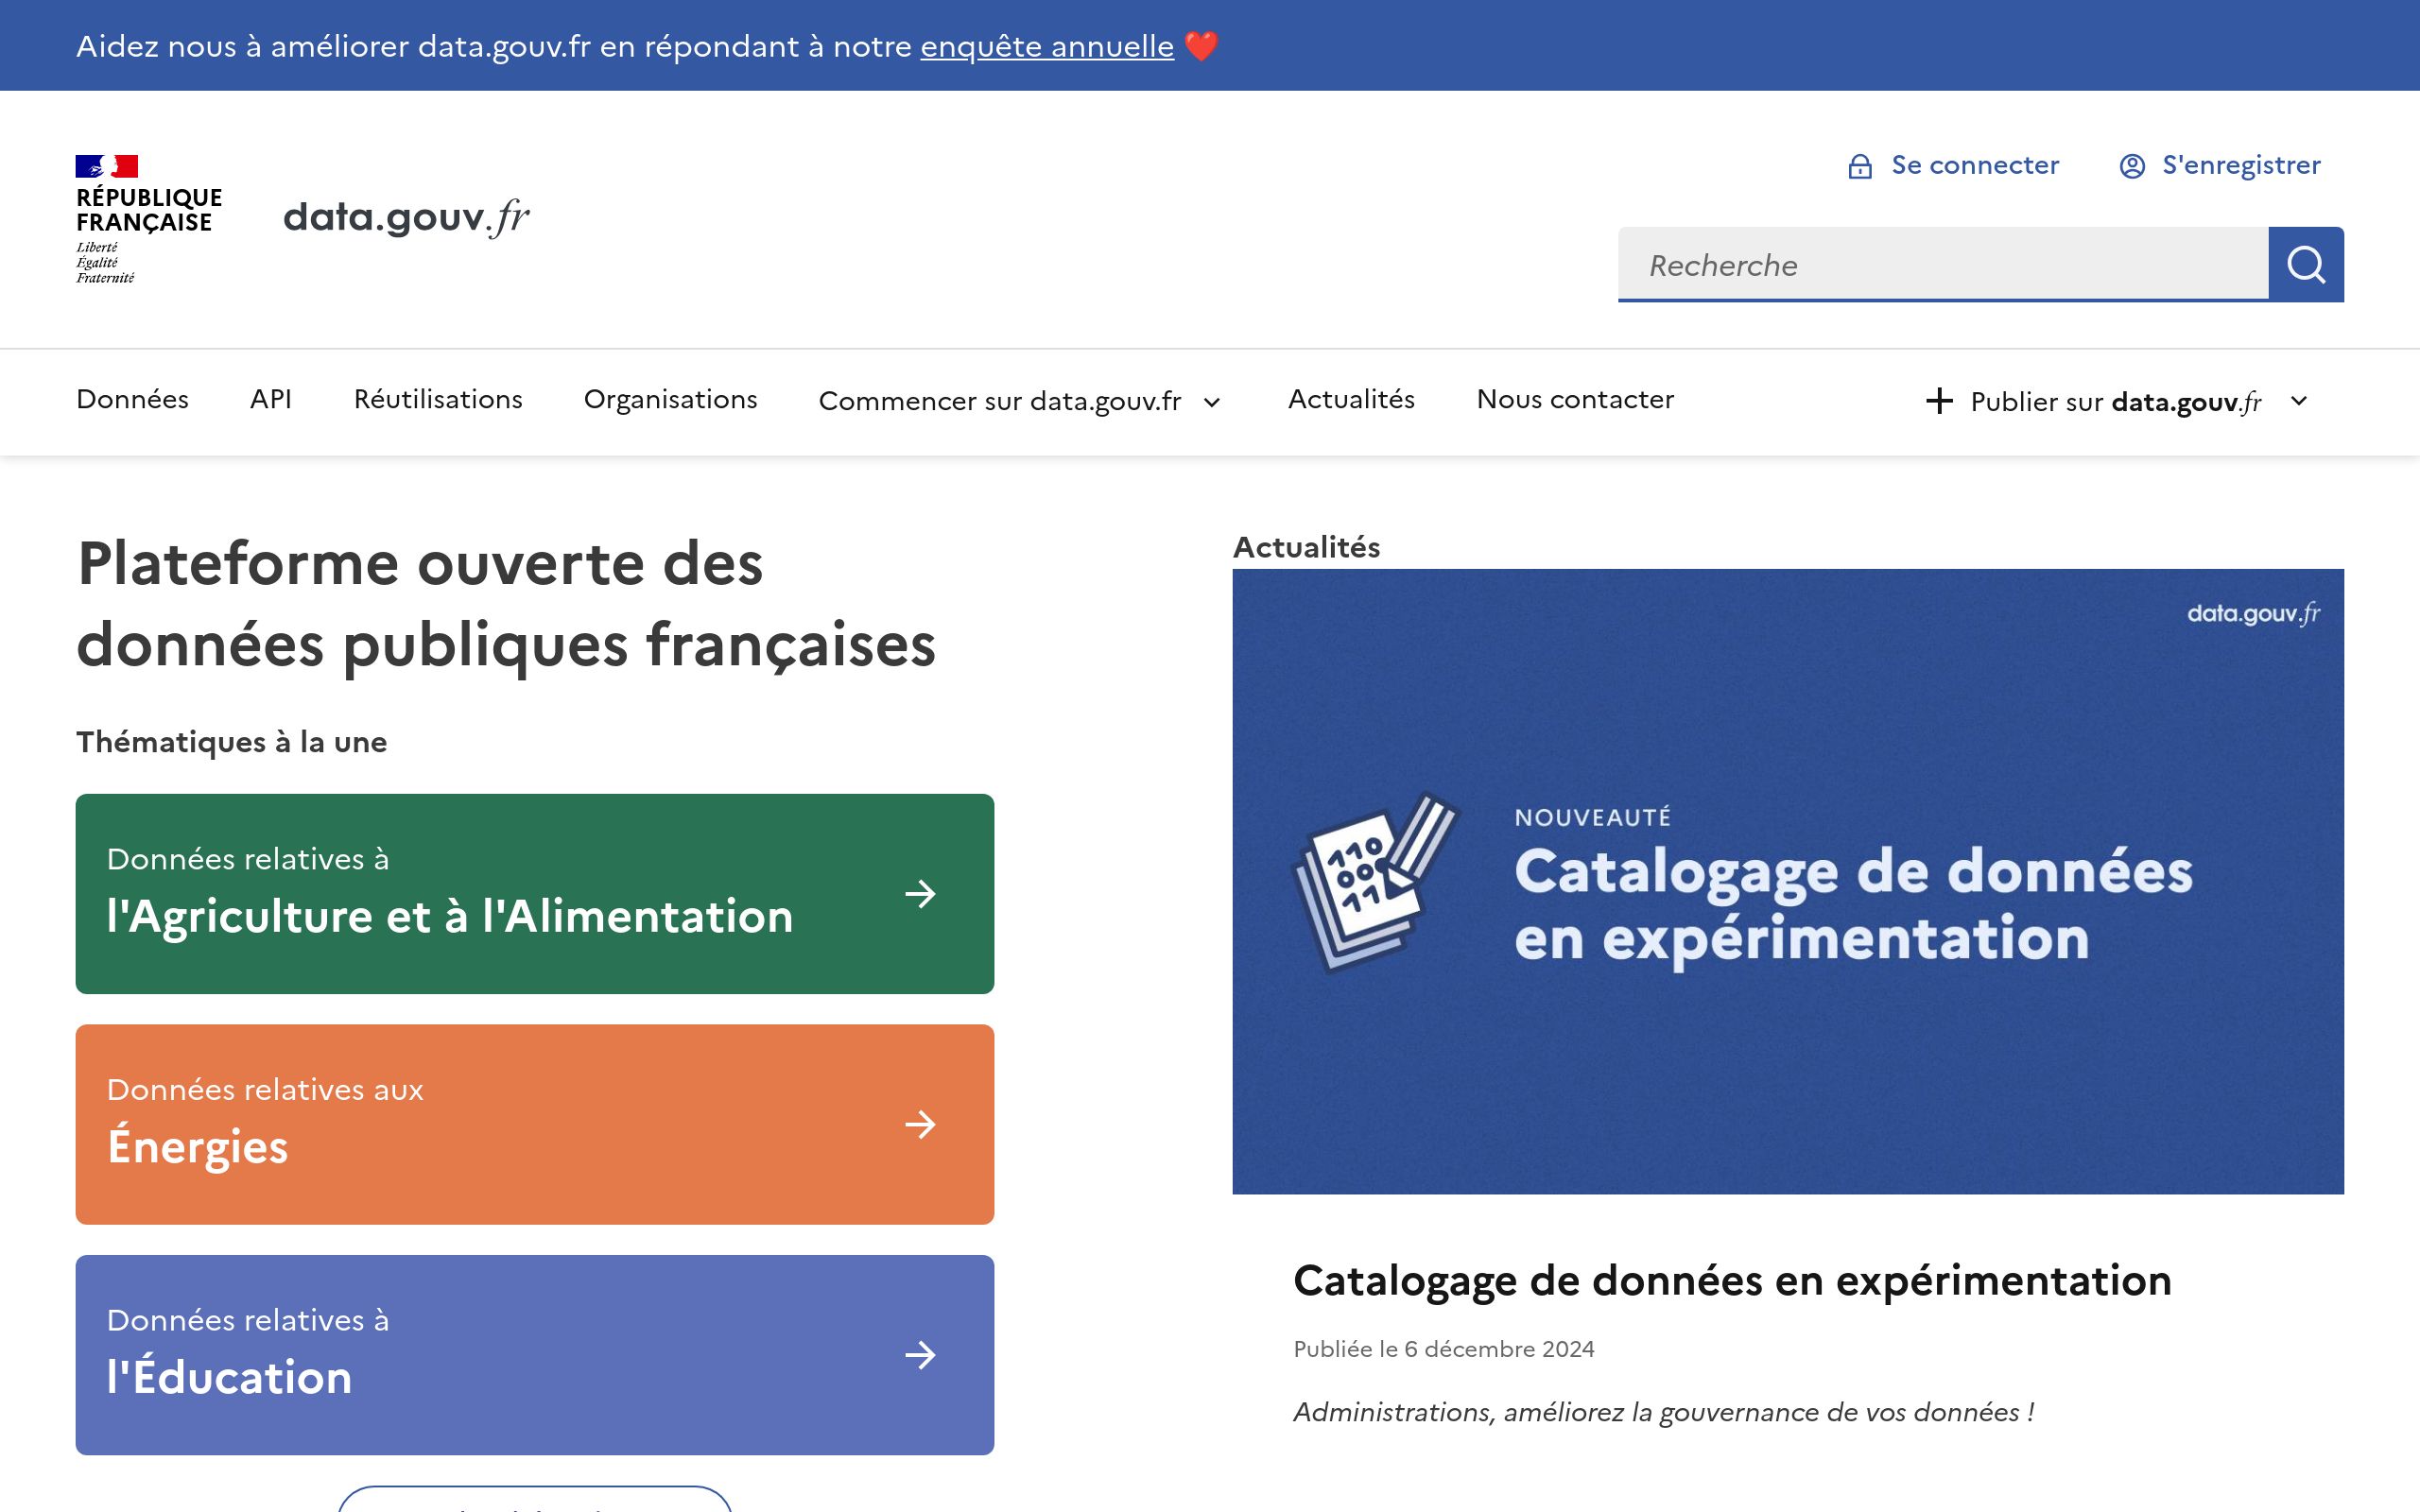 Aidez nous à améliorer data.gouv.fr en répondant à notre enquête annuelle ❤️
RÉPUBLIQUE
FRANÇAISE
Liberté
Égalité
Fraternité
data.gouv.fr
Se connecter
S'enregistrer
Recherche
Données
API
Réutilisations
Organisations
Commencer sur data.gouv.fr
Actualités
Nous contacter
Publier sur data.gouv.fr
Plateforme ouverte des
données publiques françaises
Thématiques à la une
Données relatives à
l'Agriculture et à l'Alimentation
Données relatives aux
Énergies
Données relatives à
l'Éducation
Actualités
data.gouv.fr
110
00
11
NOUVEAUTÉ
Catalogage de données
en expérimentation
Catalogage de données en expérimentation
Publiée le 6 décembre 2024
Administrations, améliorez la gouvernance de vos données !